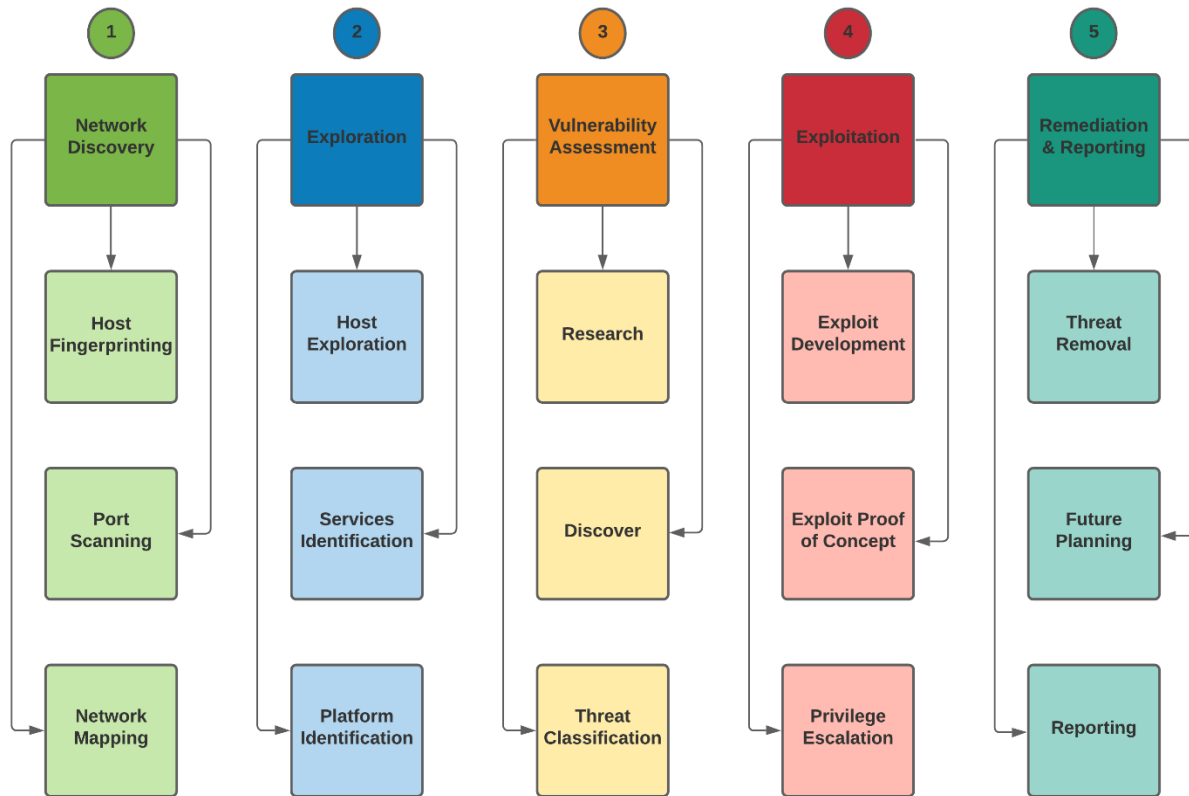 1
2
3
4
5
Network
Discovery
Exploration
Vulnerability
Assessment
Exploitation
Remediation
& Reporting
Host
Fingerprinting
Host
Exploration
Research
Exploit
Development
Threat
Removal
Port
Scanning
Services
Identification
Discover
Exploit Proof
of Concept
Future
Planning
Network
Mapping
Platform
Identification
Threat
Classification
Privilege
Escalation
Reporting